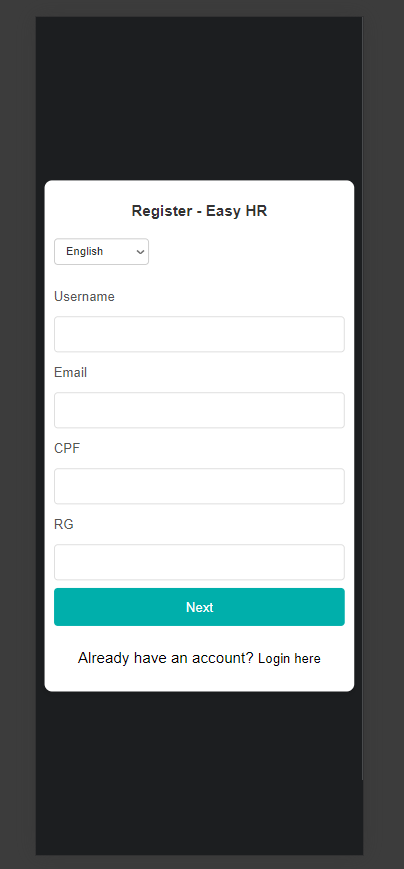 Register - Easy HR
English
Username
Email
CPF
RG
Next
Already have an account? Login here